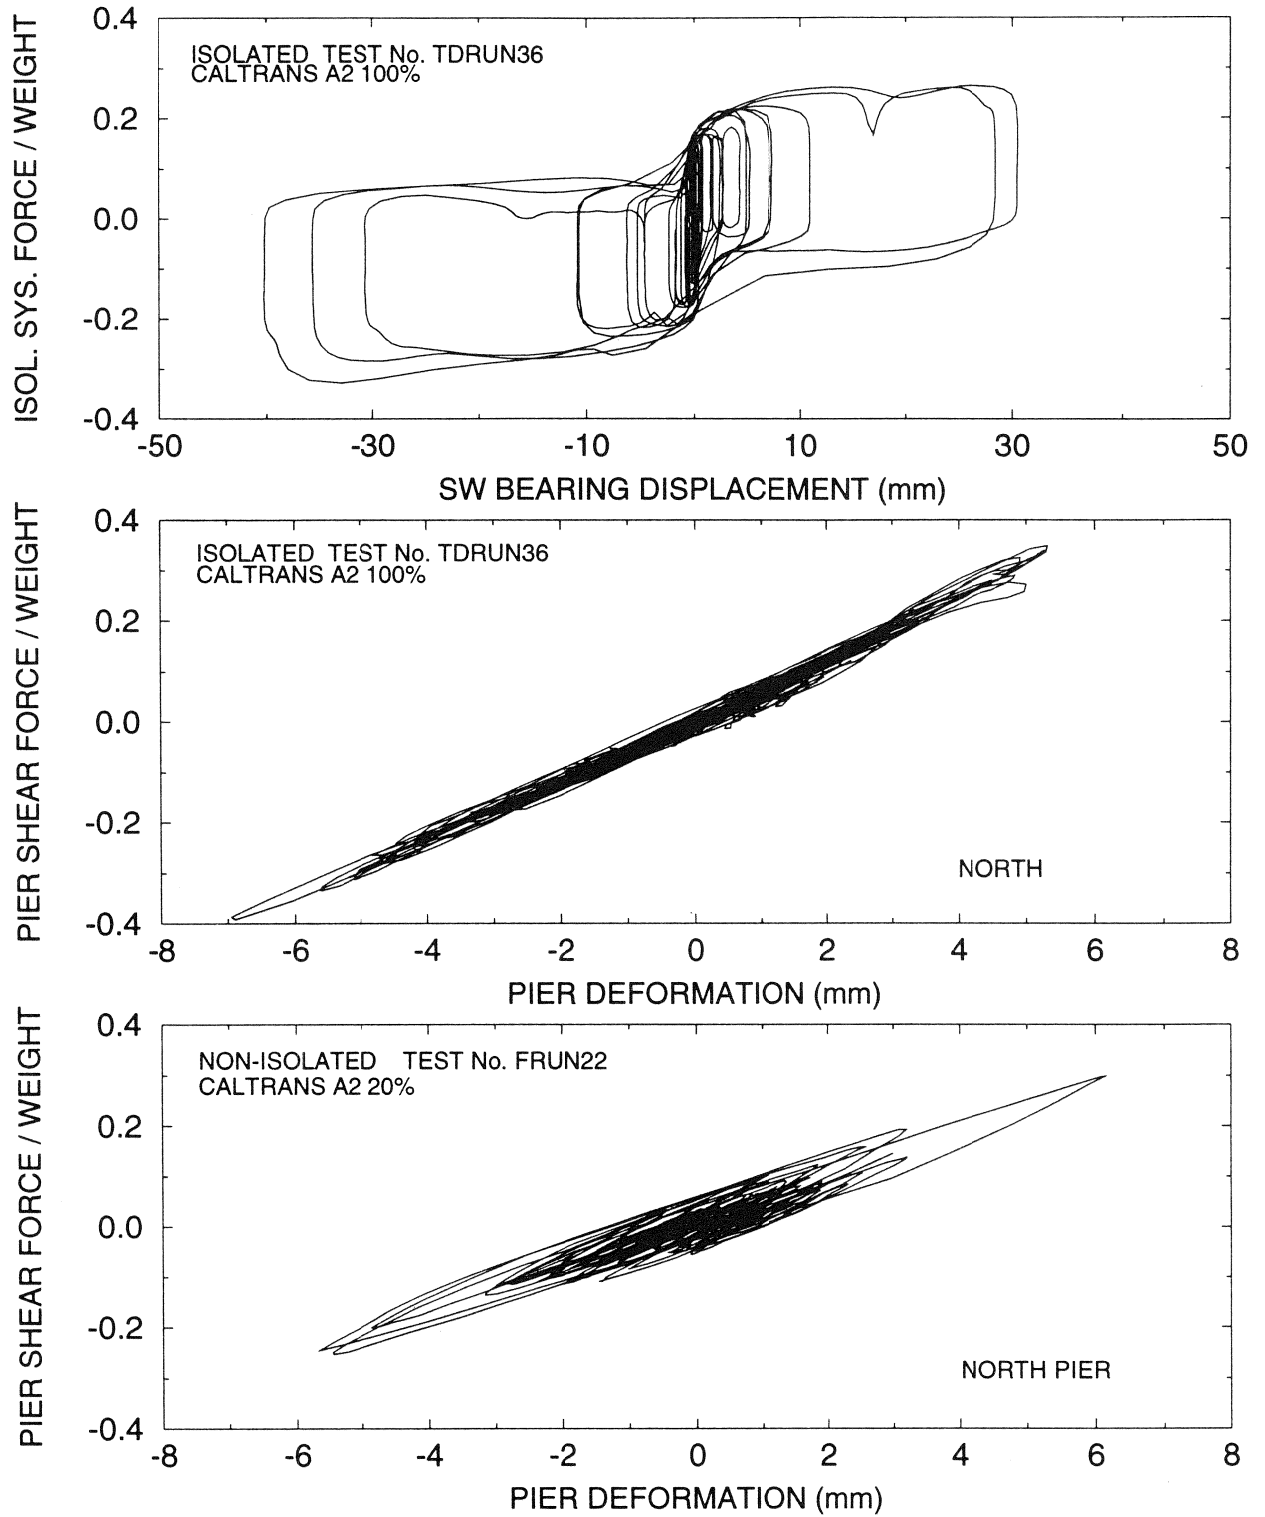 ISOL. SYS. FORCE / WEIGHT
0.4
0.2
0.0
-0.2
-0.4
ISOLATED TEST No. TDRUN36
CALTRANS A2 100%
-50 -30 -10 10 30 50
SW BEARING DISPLACEMENT (mm)
PIER SHEAR FORCE / WEIGHT
0.4
0.2
0.0
-0.2
-0.4
ISOLATED TEST No. TDRUN36
CALTRANS A2 100%
NORTH
-8 -6 -4 -2 0 2 4 6 8
PIER DEFORMATION (mm)
PIER SHEAR FORCE / WEIGHT
0.4
0.2
0.0
-0.2
-0.4
NON-ISOLATED TEST No. FRUN22
CALTRANS A2 20%
NORTH PIER
-8 -6 -4 -2 0 2 4 6 8
PIER DEFORMATION (mm)